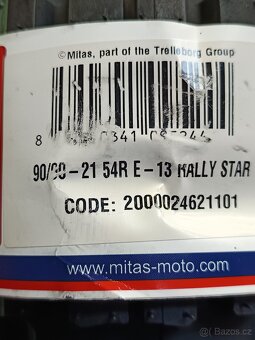 ©Mitas, part of the Trelleborg Group
90/90-21 54R E-13 RALLY STAR
CODE: 2000024621101
www.mitas-moto.com
Bazoš.cz